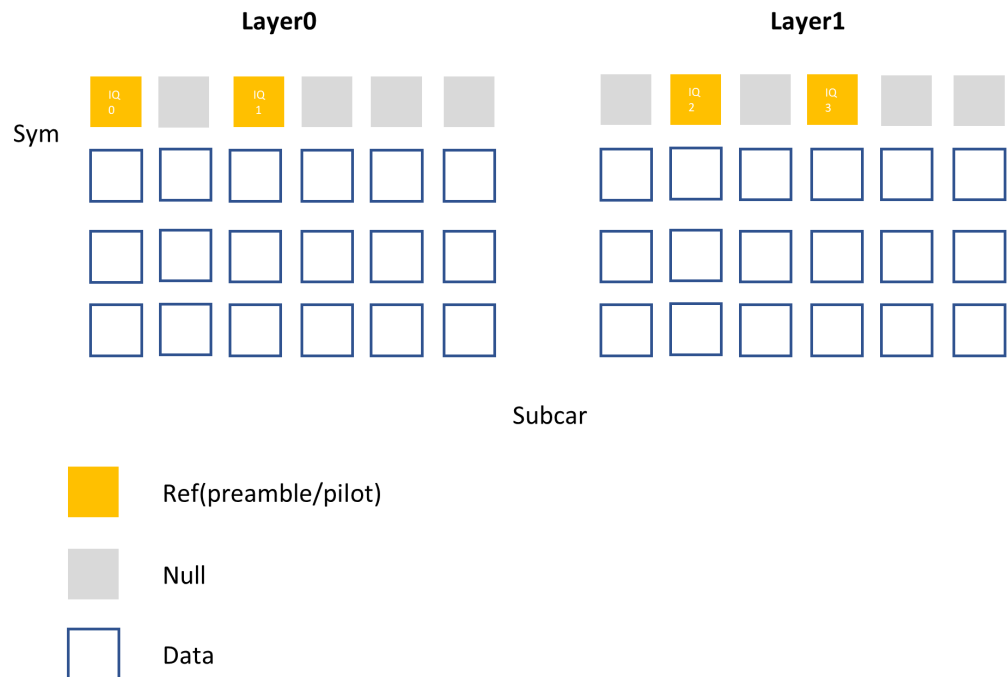 Layer0
Layer1
IQ
0
IQ
1
IQ
2
IQ
3
Sym
Subcar
Ref(preamble/pilot)
Null
Data